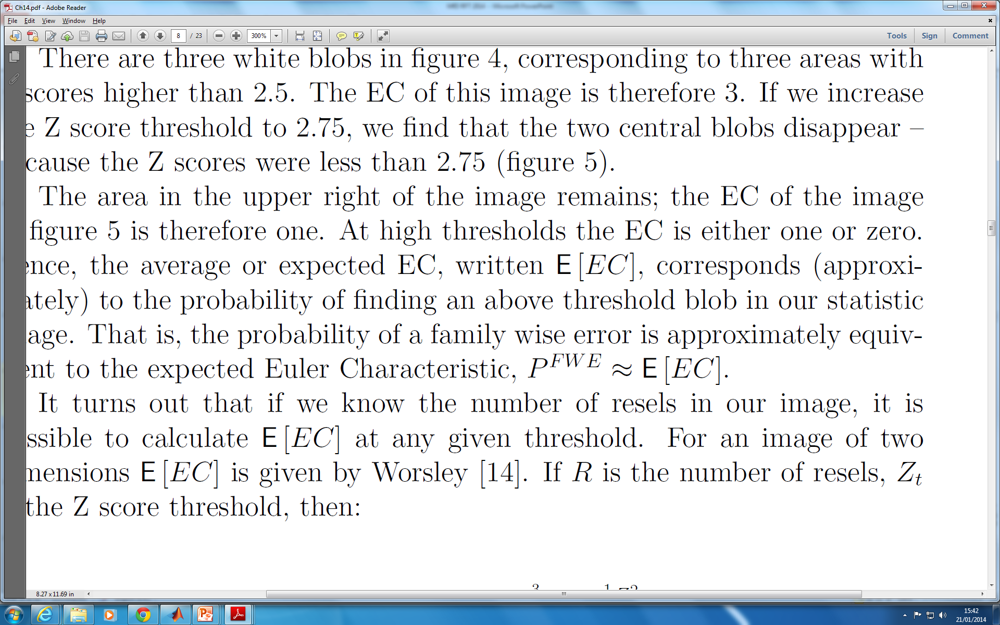 Ch14.pdf - Adobe Reader
File Edit View Window Help
8 / 23 300% Tools Sign Comment
There are three white blobs in figure 4, corresponding to three areas with
scores higher than 2.5. The EC of this image is therefore 3. If we increase
e Z score threshold to 2.75, we find that the two central blobs disappear –
cause the Z scores were less than 2.75 (figure 5).
The area in the upper right of the image remains; the EC of the image
figure 5 is therefore one. At high thresholds the EC is either one or zero.
ence, the average or expected EC, written E [EC], corresponds (approxi-
ately) to the probability of finding an above threshold blob in our statistic
age. That is, the probability of a family wise error is approximately equiv-
ent to the expected Euler Characteristic, P^{FWE} ≈ E [EC].
It turns out that if we know the number of resels in our image, it is
ssible to calculate E [EC] at any given threshold. For an image of two
mensions E [EC] is given by Worsley [14]. If R is the number of resels, Z_t
the Z score threshold, then:
8.27 x 11.69 in
15:42
21/01/2014